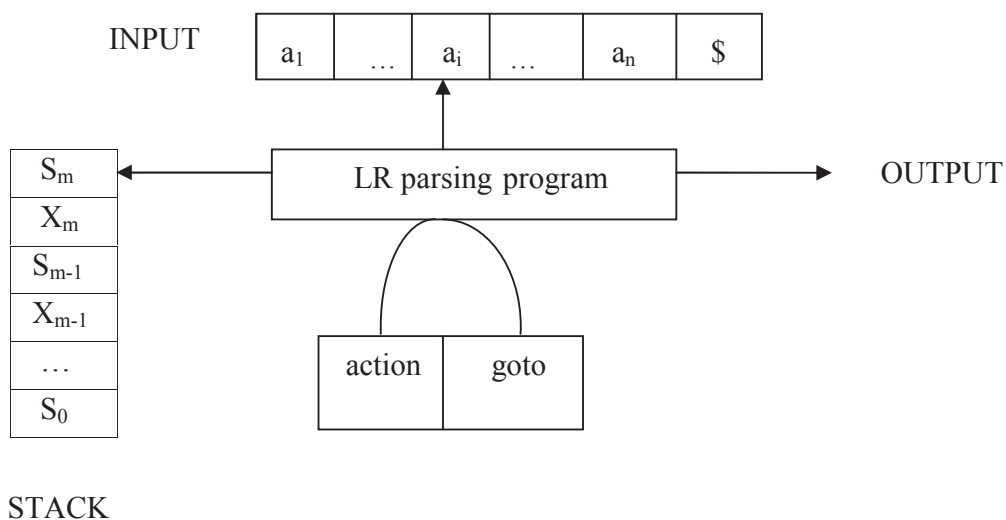 INPUT
a₁ … aᵢ … aₙ $
LR parsing program
OUTPUT
Sₘ
Xₘ
Sₘ₋₁
Xₘ₋₁
…
S₀
action goto
STACK